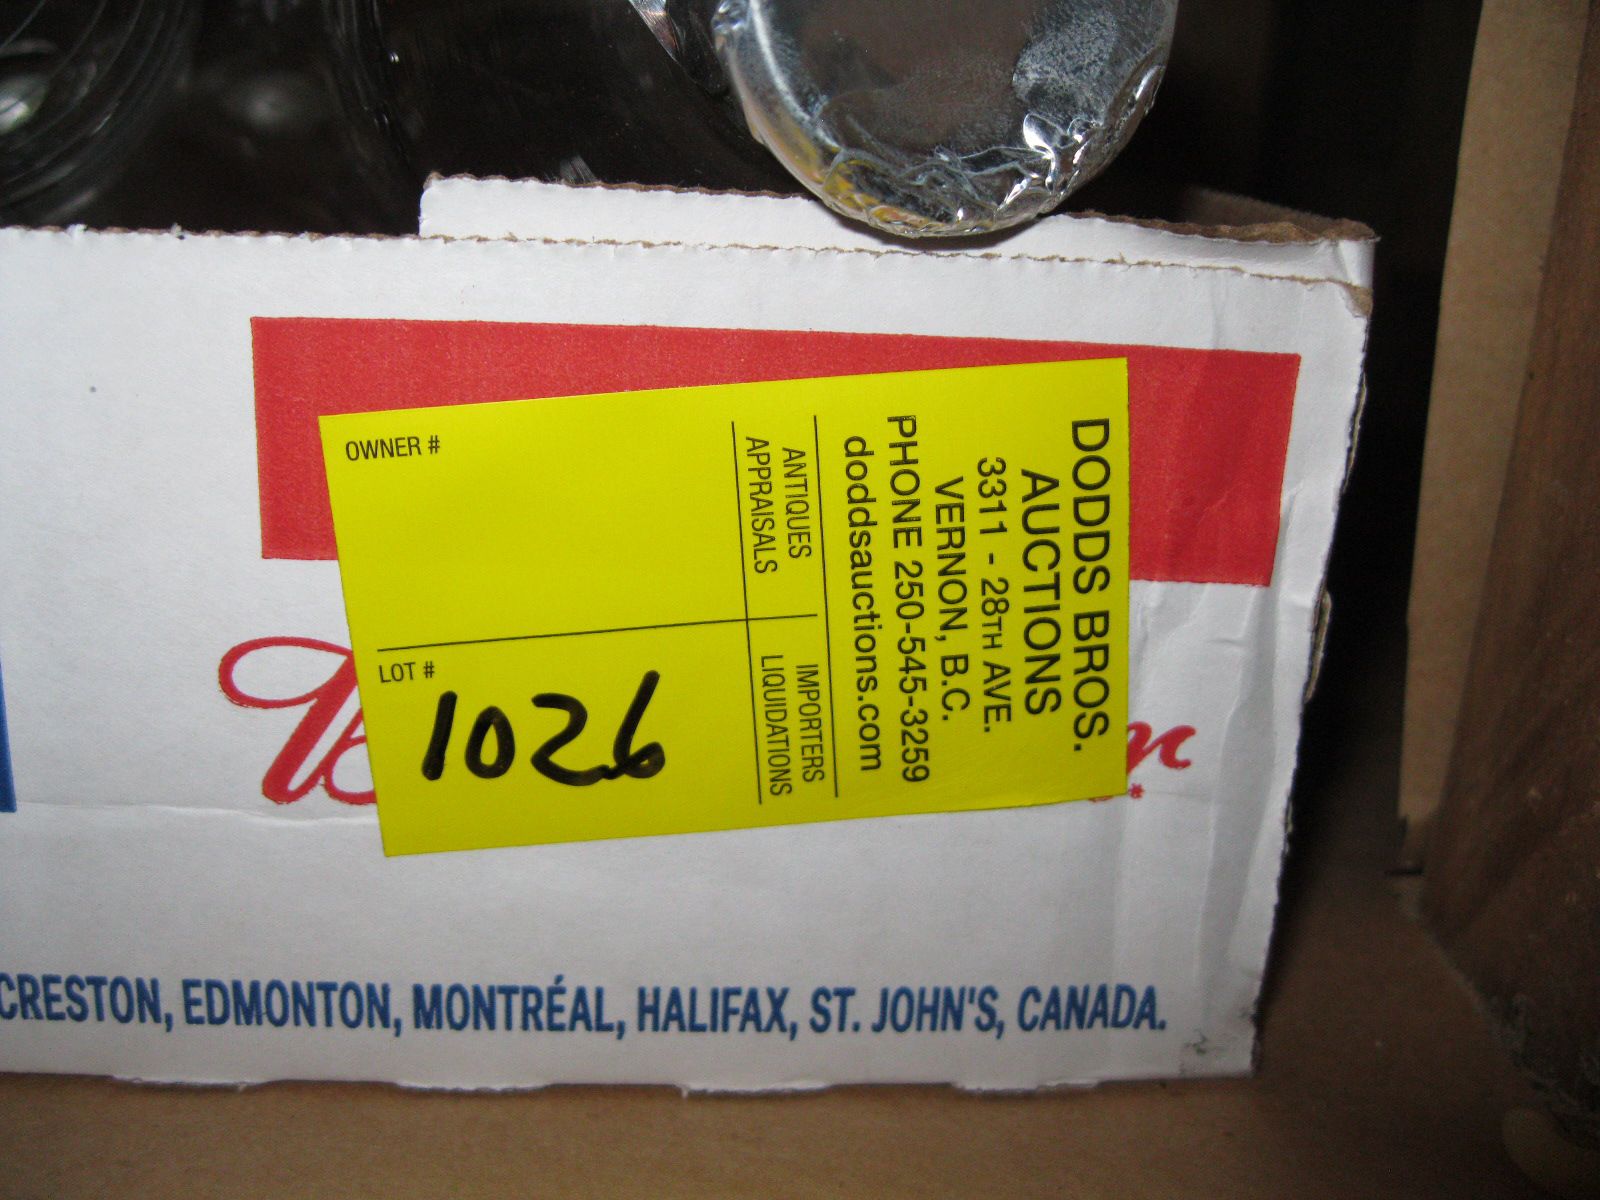 OWNER #
LOT #
1026
DODDS BROS.
AUCTIONS
3311 - 28TH AVE.
VERNON, B.C.
PHONE 250-545-3259
doddsauctions.com
ANTIQUES
APPRAISALS
IMPORTERS
LIQUIDATIONS
CRESTON, EDMONTON, MONTRÉAL, HALIFAX, ST. JOHN'S, CANADA.